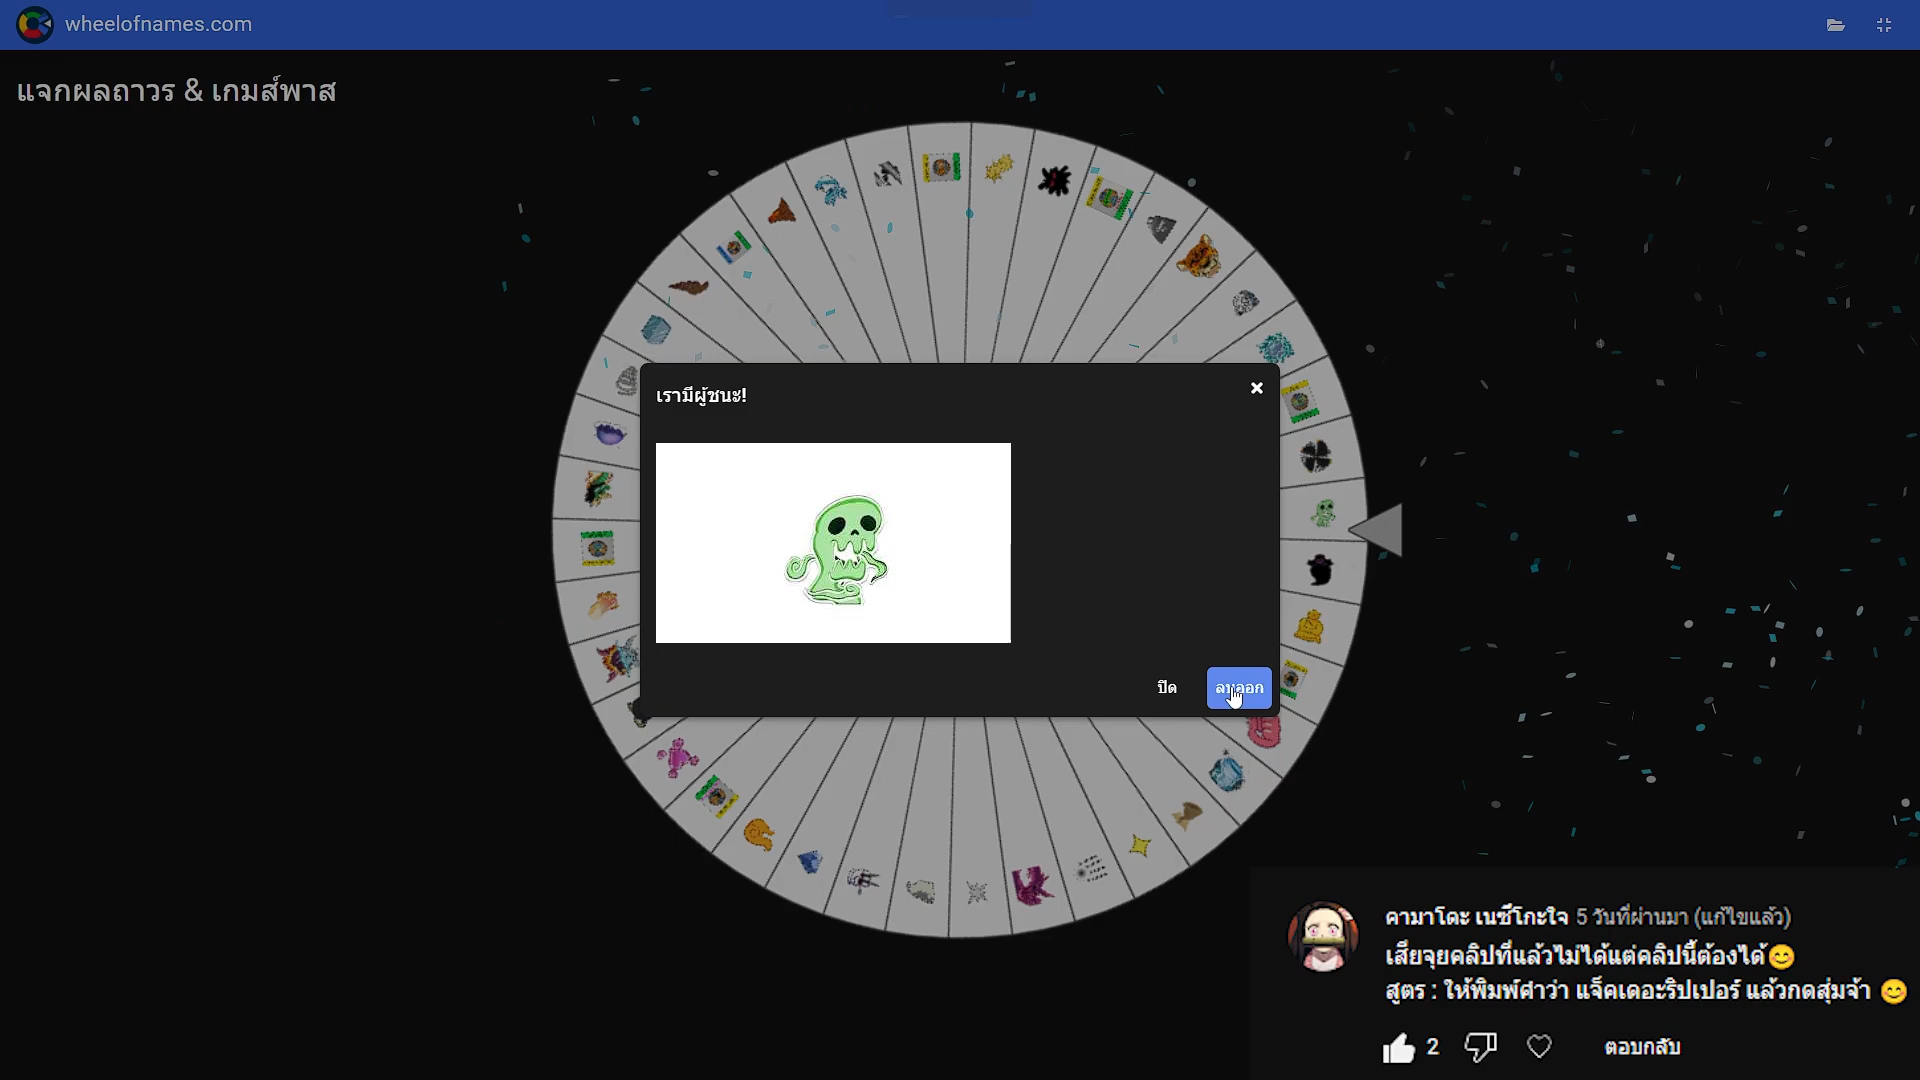 wheelofnames.com
แจกผลถาวร & เกมส์พาส
เรามีผู้ชนะ!
ปิด
ลบออก
คามาโดะ เนซึโกะใจ 5 วันที่ผ่านมา (แก้ไขแล้ว)
เสียจุยคลิปที่แล้วไม่ได้แต่คลิปนี้ต้องได้😊
สูตร : ให้พิมพ์คำว่า แจ็คเดอะริปเปอร์ แล้วกดสุ่มจ้า 😊
2
ตอบกลับ